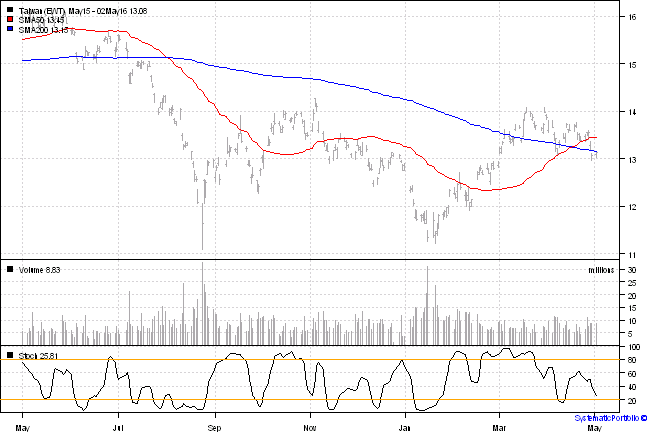 Taiwan (EWT), May15 - 02May16 13.08
SMA50 13.45
SMA200 13.15
16
15
14
13
12
11
Volume 8.83
millions
30
25
20
15
10
5
Stoch 25.81
100
80
60
40
20
May
Jul
Sep
Nov
Jan
Mar
May
SystematicPortfolio ©